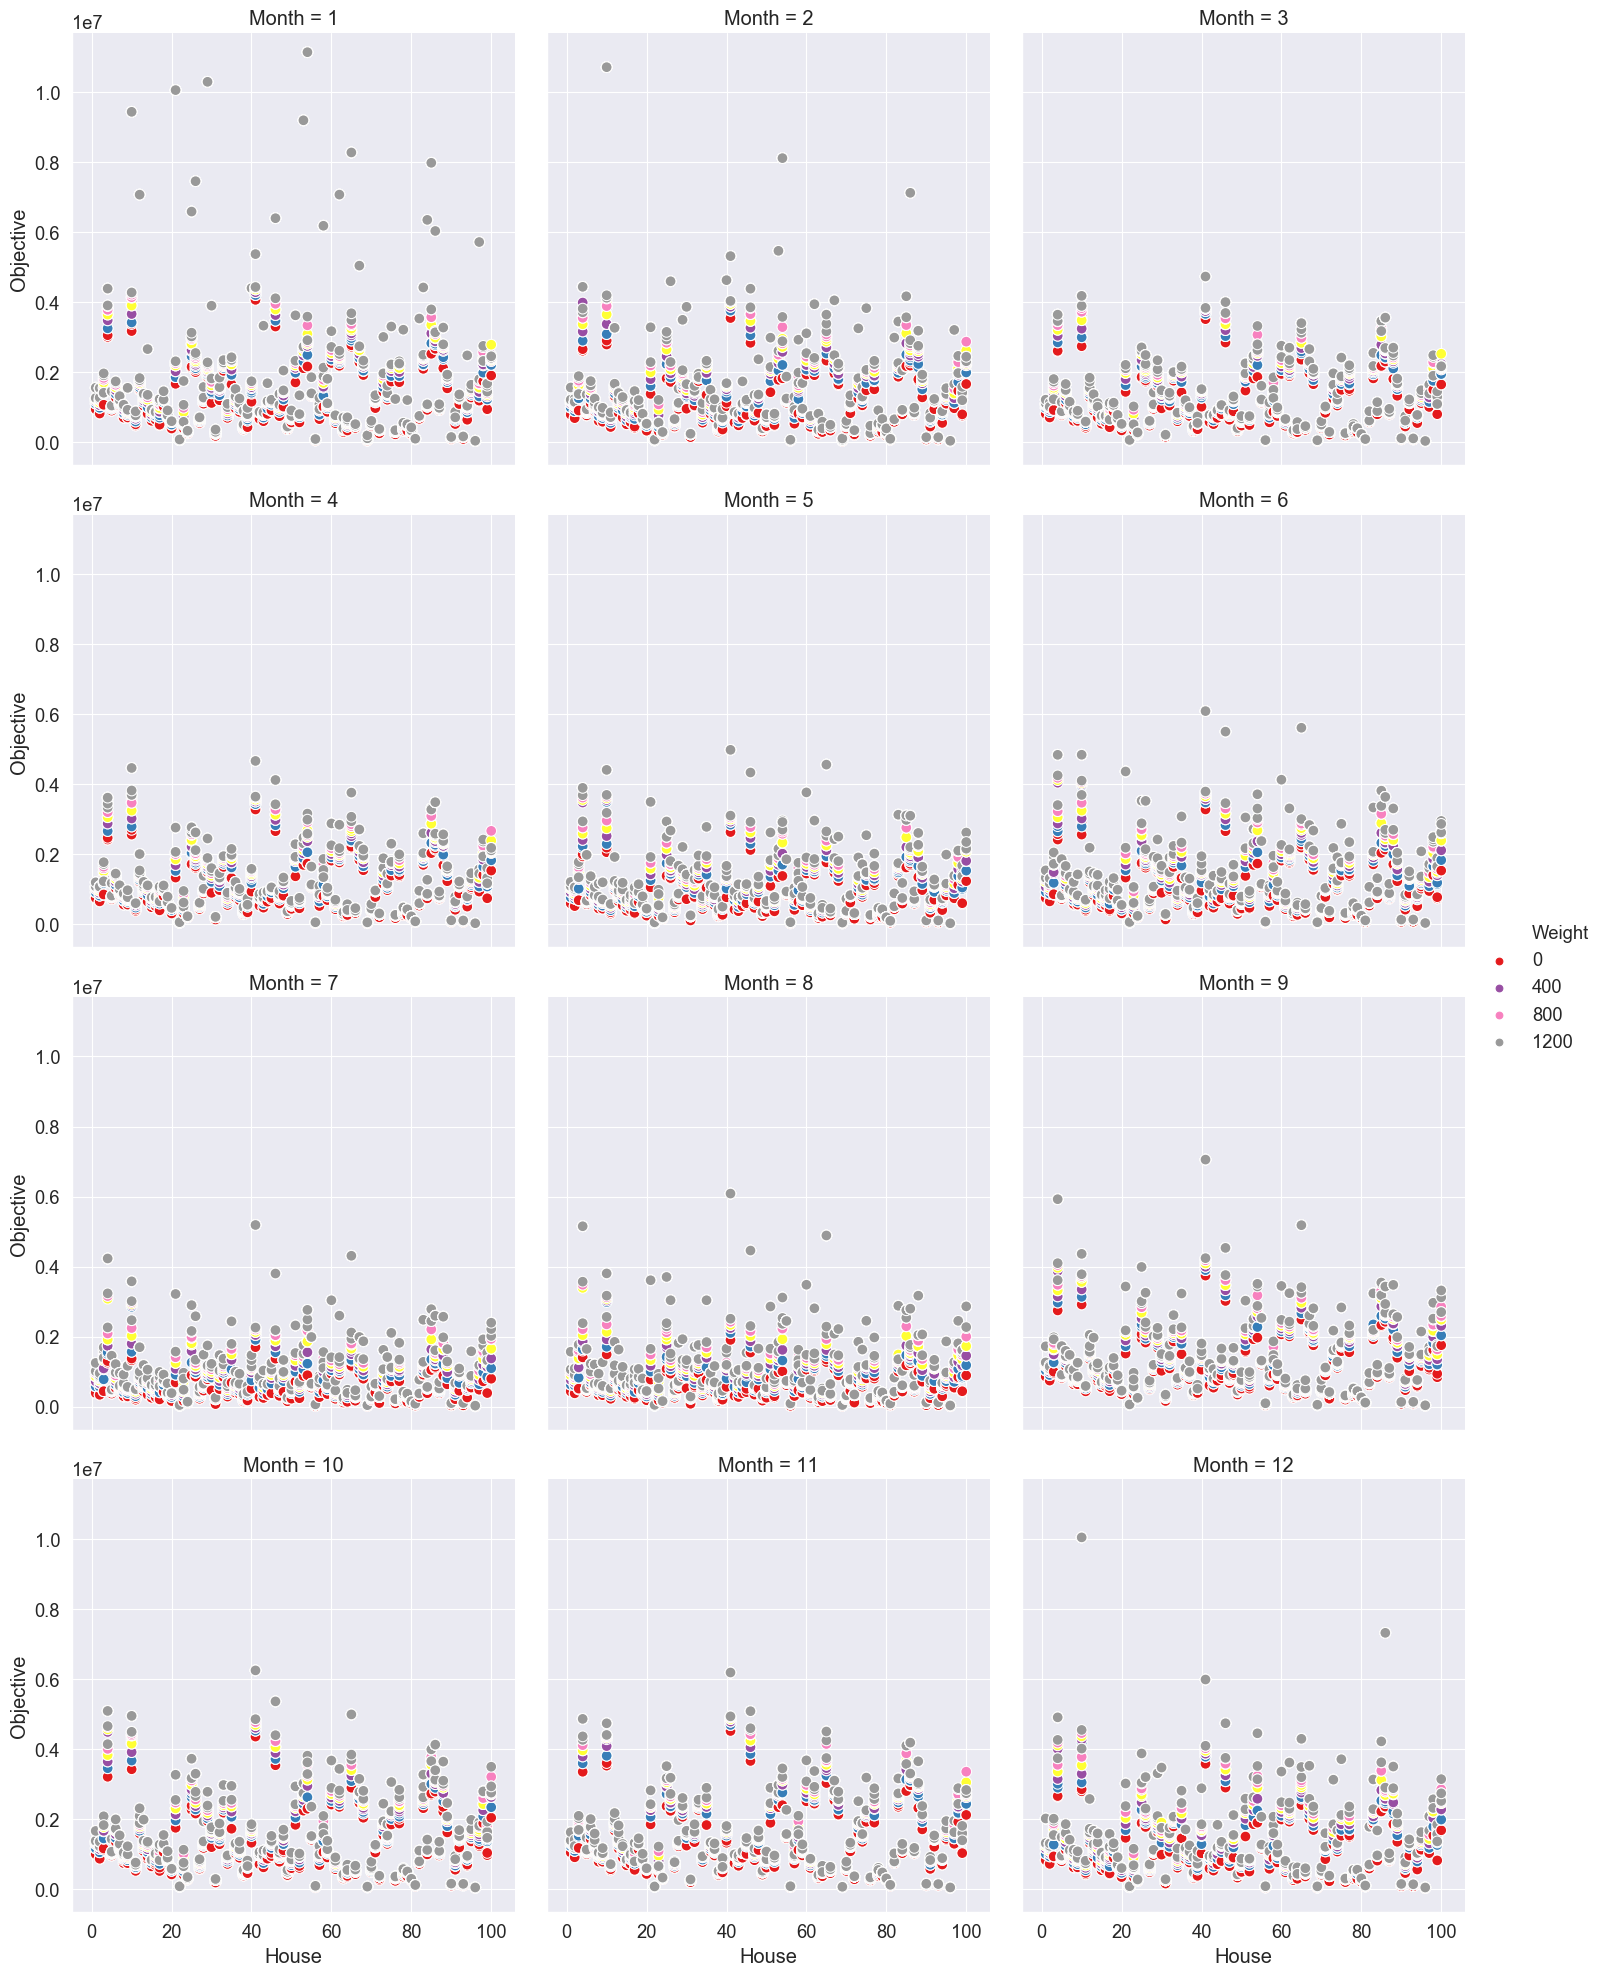 1e7
Month = 1
Month = 2
Month = 3
1.0
0.8
0.6
0.4
0.2
0.0
Objective
1e7
Month = 4
Month = 5
Month = 6
1.0
0.8
0.6
0.4
0.2
0.0
Objective
Weight
0
400
800
1200
1e7
Month = 7
Month = 8
Month = 9
1.0
0.8
0.6
0.4
0.2
0.0
Objective
1e7
Month = 10
Month = 11
Month = 12
1.0
0.8
0.6
0.4
0.2
0.0
Objective
0 20 40 60 80 100
0 20 40 60 80 100
0 20 40 60 80 100
House
House
House